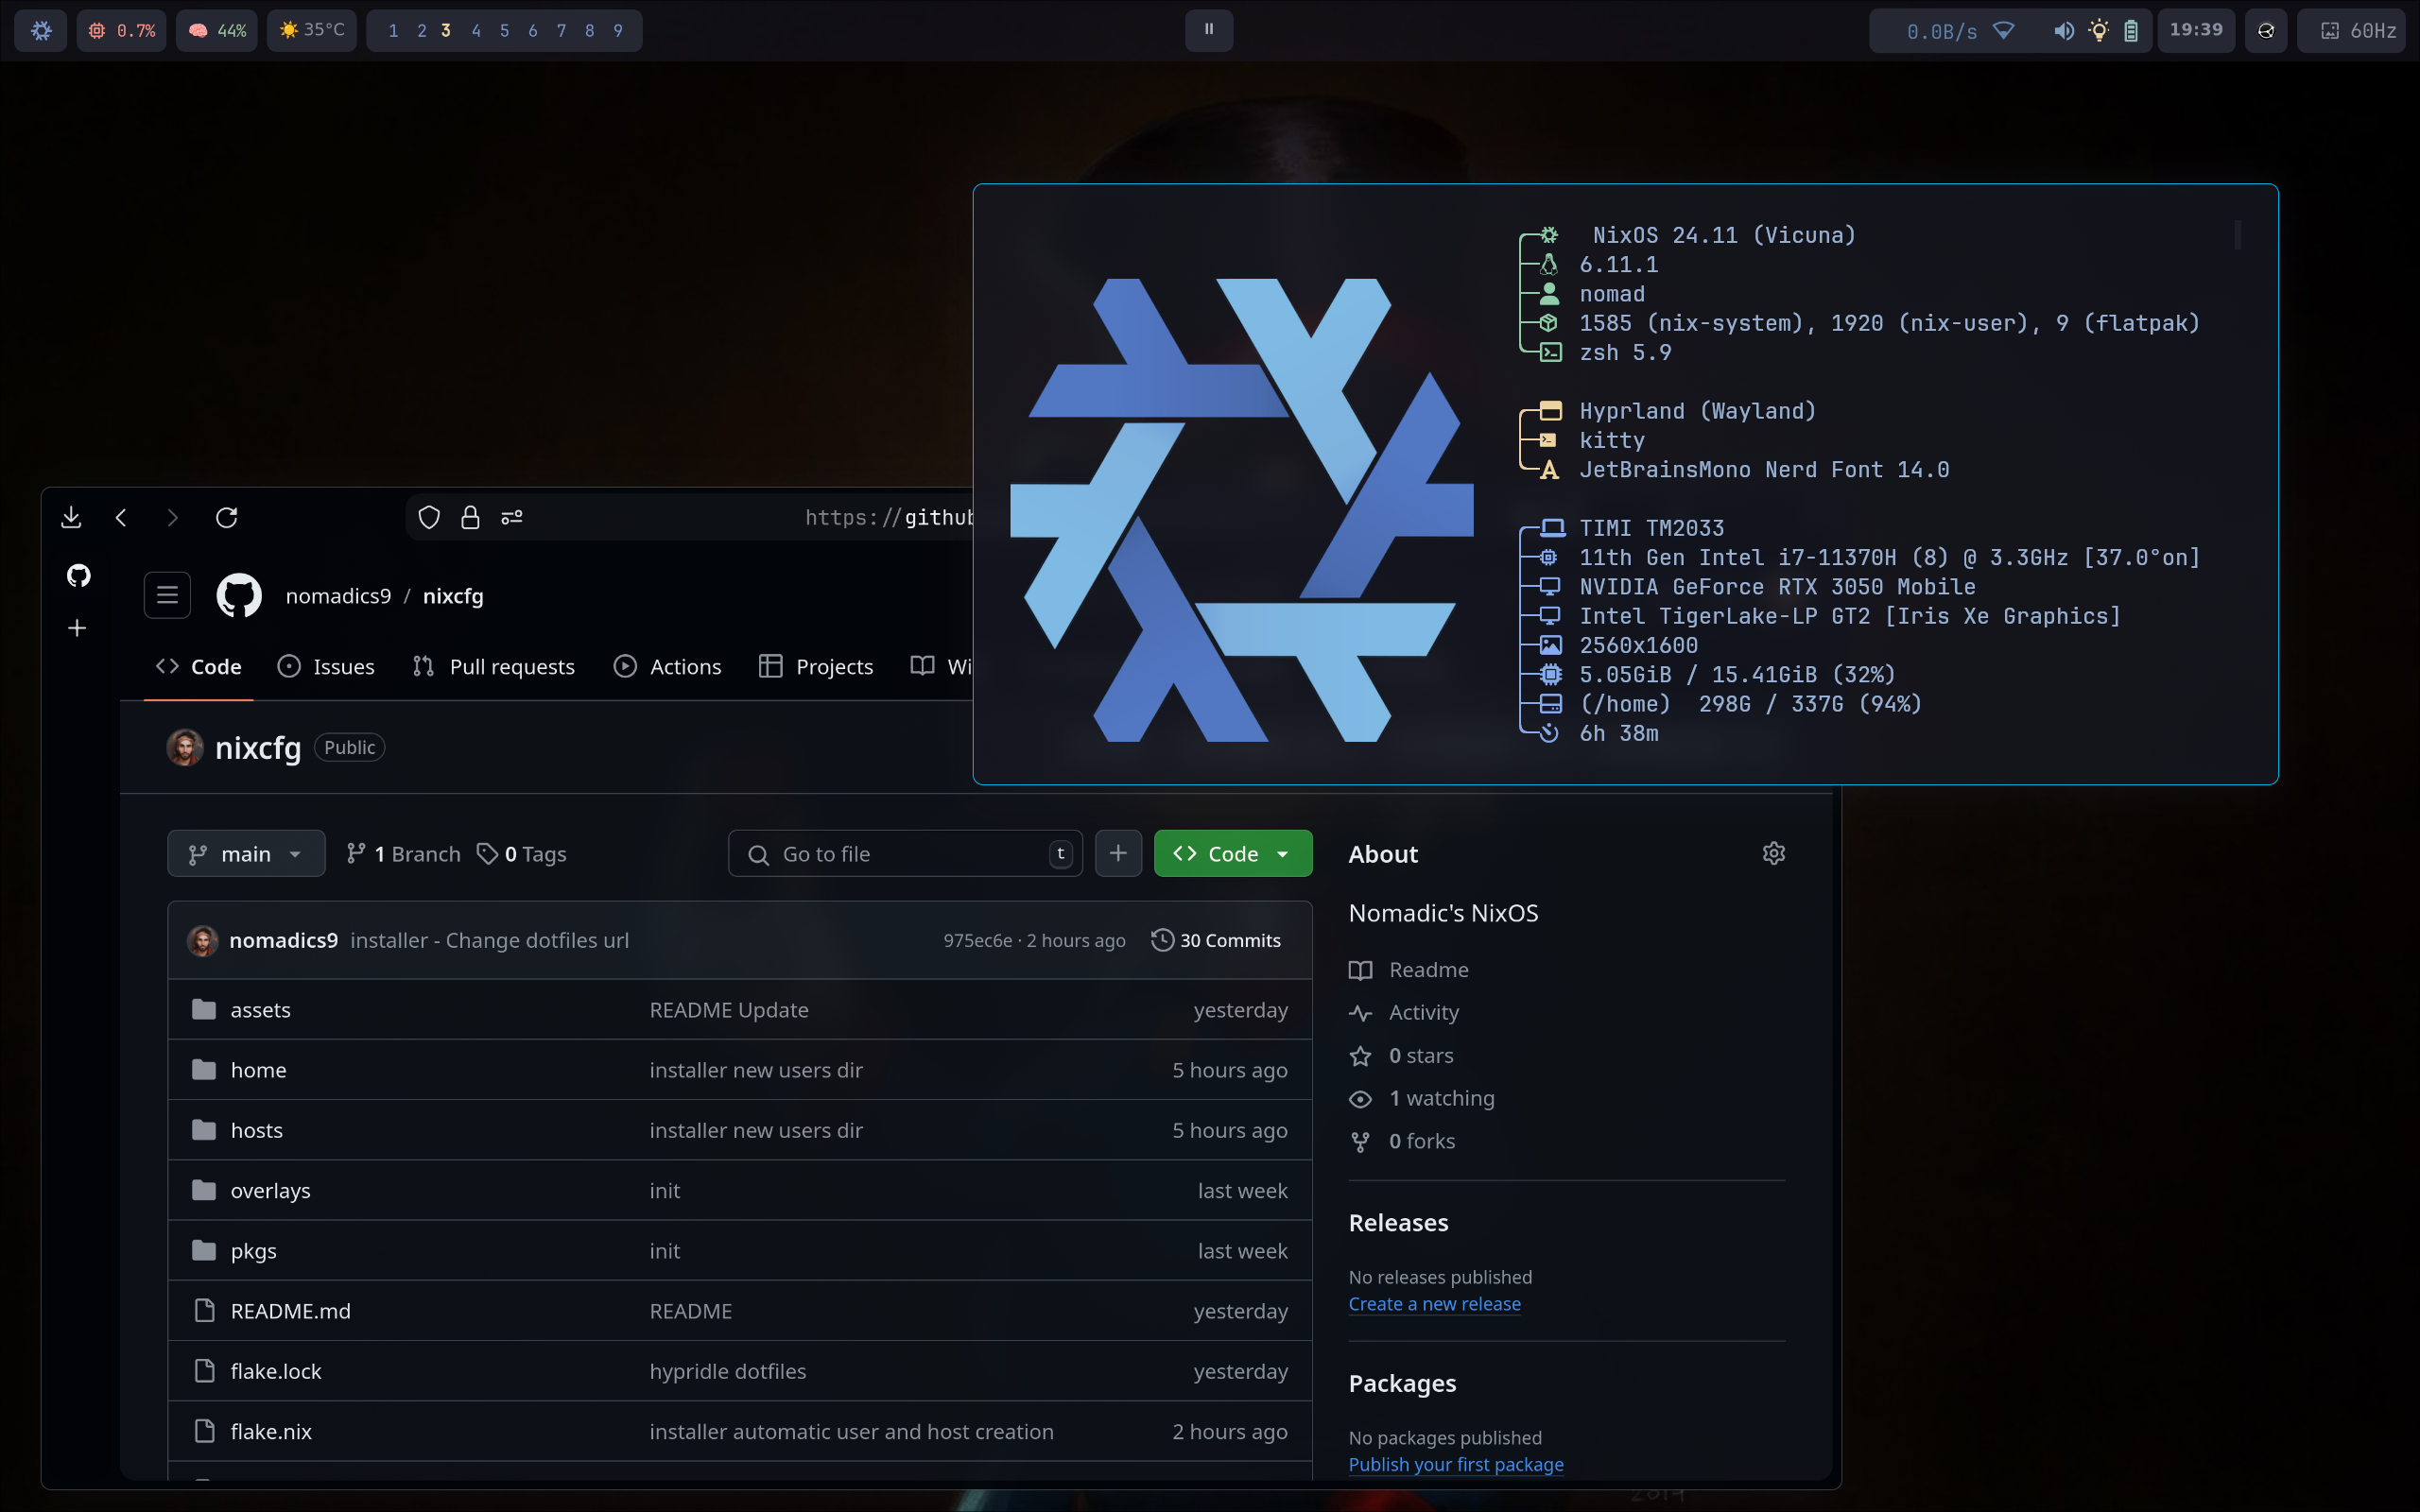 0.7%
44%
35°C
1 2 3 4 5 6 7 8 9
0.0B/s
19:39
60Hz
NixOS 24.11 (Vicuna)
6.11.1
nomad
1585 (nix-system), 1920 (nix-user), 9 (flatpak)
zsh 5.9
Hyprland (Wayland)
kitty
JetBrainsMono Nerd Font 14.0
TIMI TM2033
11th Gen Intel i7-11370H (8) @ 3.3GHz [37.0°on]
NVIDIA GeForce RTX 3050 Mobile
Intel TigerLake-LP GT2 [Iris Xe Graphics]
2560x1600
5.05GiB / 15.41GiB (32%)
(/home)  298G / 337G (94%)
6h 38m
https://github
nomadics9 / nixcfg
Code Issues Pull requests Actions Projects Wi
nixcfg Public
main 1 Branch 0 Tags Go to file t + Code
nomadics9 installer - Change dotfiles url 975ec6e · 2 hours ago 30 Commits
assets README Update yesterday
home installer new users dir 5 hours ago
hosts installer new users dir 5 hours ago
overlays init last week
pkgs init last week
README.md README yesterday
flake.lock hypridle dotfiles yesterday
flake.nix installer automatic user and host creation 2 hours ago
About
Nomadic's NixOS
Readme
Activity
0 stars
1 watching
0 forks
Releases
No releases published
Create a new release
Packages
No packages published
Publish your first package